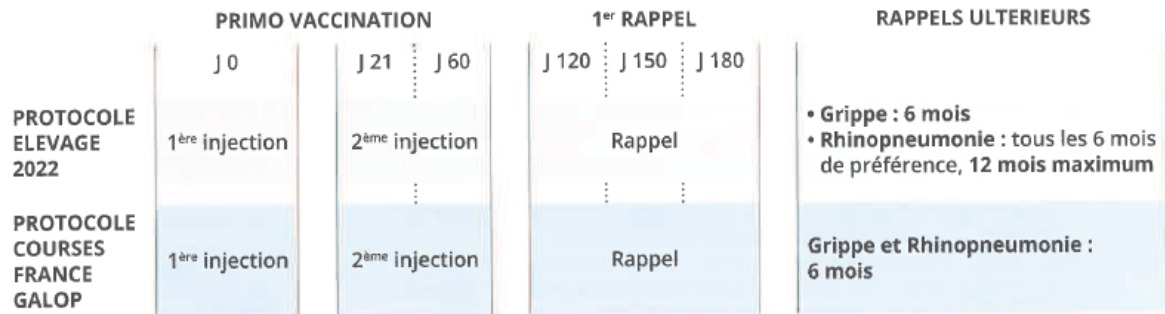 PRIMO VACCINATION
1er RAPPEL
RAPPELS ULTERIEURS
J 0
J 21
J 60
J 120
J 150
J 180
PROTOCOLE
ELEVAGE
2022
1ère injection
2ème injection
Rappel
• Grippe : 6 mois
• Rhinopneumonie : tous les 6 mois
de préférence, 12 mois maximum
PROTOCOLE
COURSES
FRANCE
GALOP
1ère injection
2ème injection
Rappel
Grippe et Rhinopneumonie :
6 mois